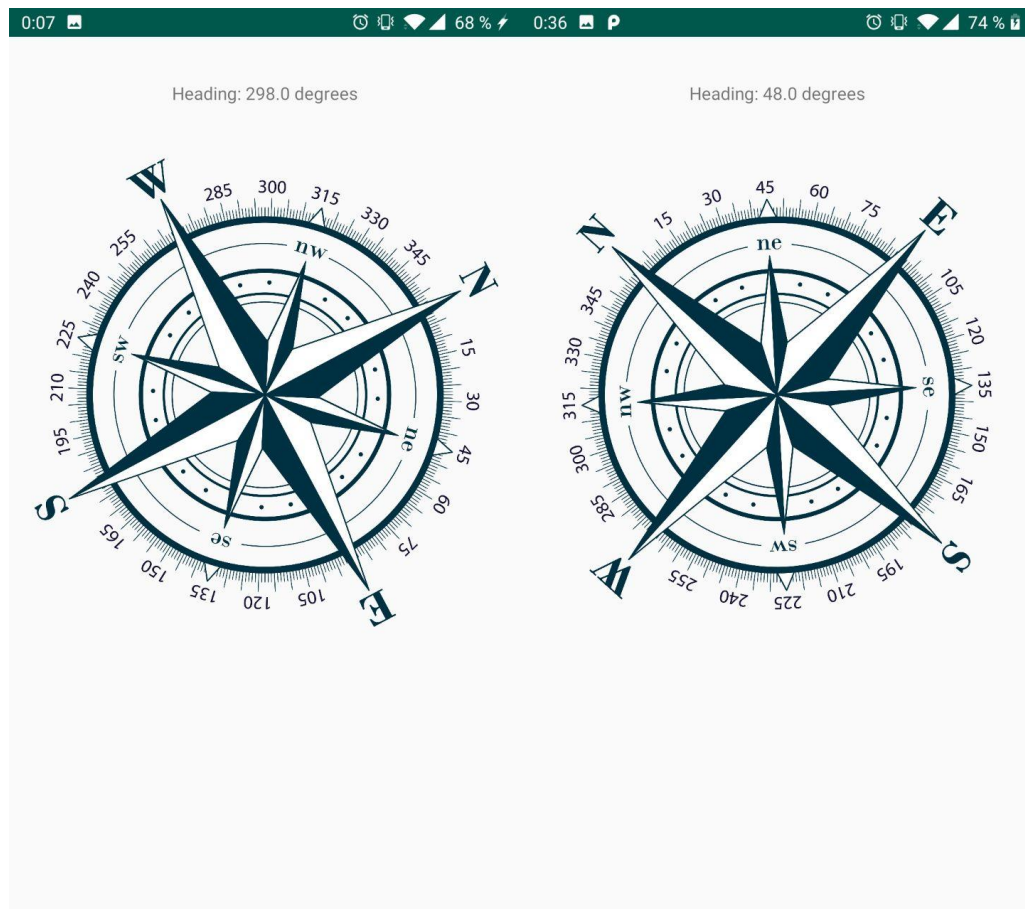 0:07 68 %
Heading: 298.0 degrees
W
285
300
315
330
345
N
15
30
45
60
75
E
105
120
135
150
165
S
195
210
225
240
255
nw
ne
se
sw
0:36 74 %
Heading: 48.0 degrees
N
15
30
45
60
75
E
105
120
135
150
165
S
195
210
225
240
255
W
285
300
315
330
345
ne
se
sw
nw